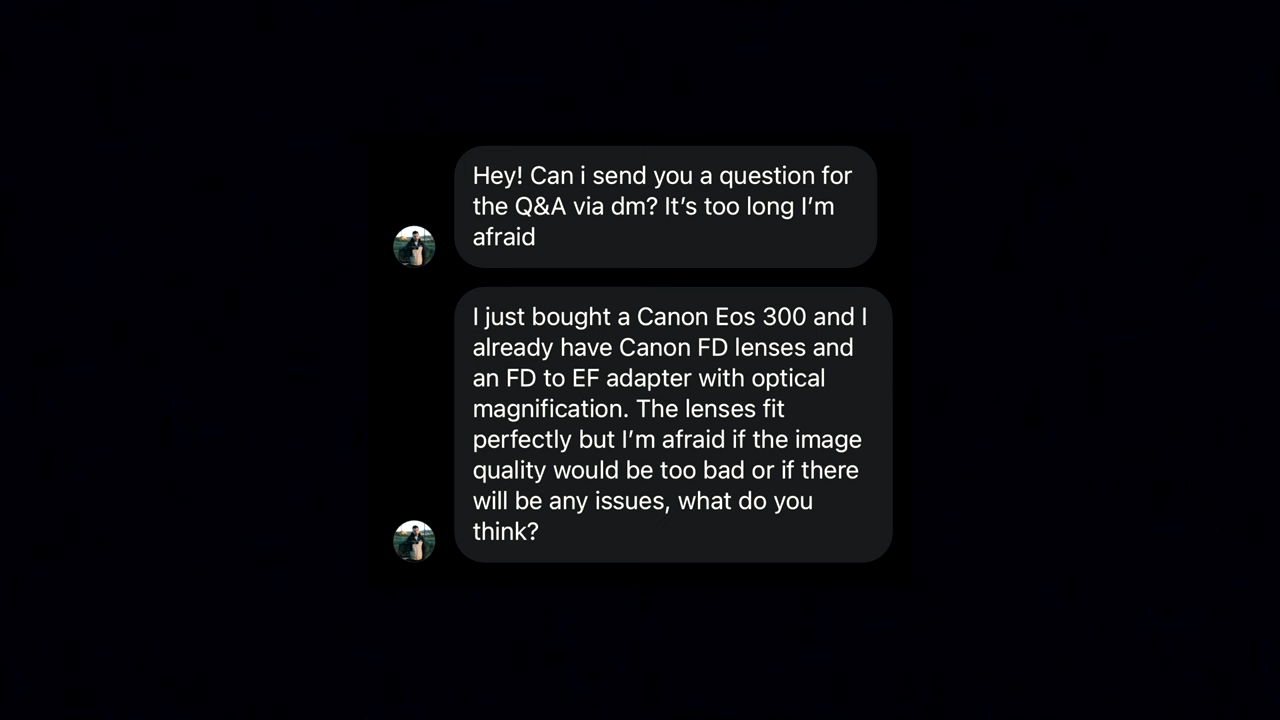 Hey! Can i send you a question for
the Q&A via dm? It’s too long I’m
afraid
I just bought a Canon Eos 300 and I
already have Canon FD lenses and
an FD to EF adapter with optical
magnification. The lenses fit
perfectly but I’m afraid if the image
quality would be too bad or if there
will be any issues, what do you
think?